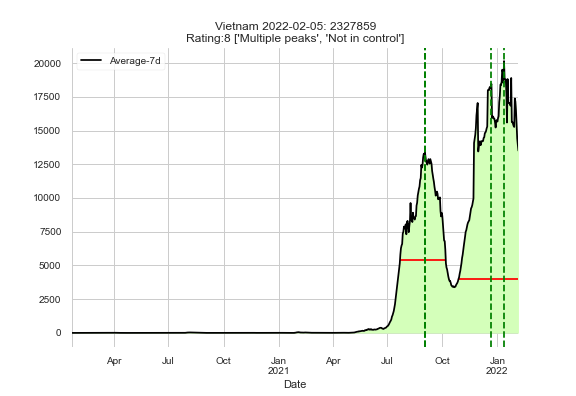 Vietnam 2022-02-05: 2327859
Rating:8 ['Multiple peaks', 'Not in control']
Average-7d
20000
17500
15000
12500
10000
7500
5000
2500
0
Apr Jul Oct Jan Apr Jul Oct Jan
2021 2022
Date